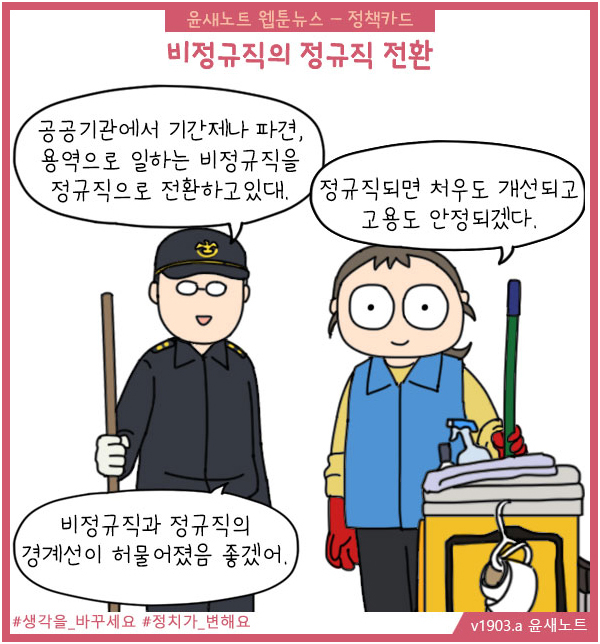 윤새노트 웹툰뉴스 – 정책카드
비정규직의 정규직 전환
공공기관에서 기간제나 파견,
용역으로 일하는 비정규직을
정규직으로 전환하고있대.
정규직되면 처우도 개선되고
고용도 안정되겠다.
비정규직과 정규직의
경계선이 허물어졌음 좋겠어.
#생각을_바꾸세요 #정치가_변해요
v1903.a 윤새노트